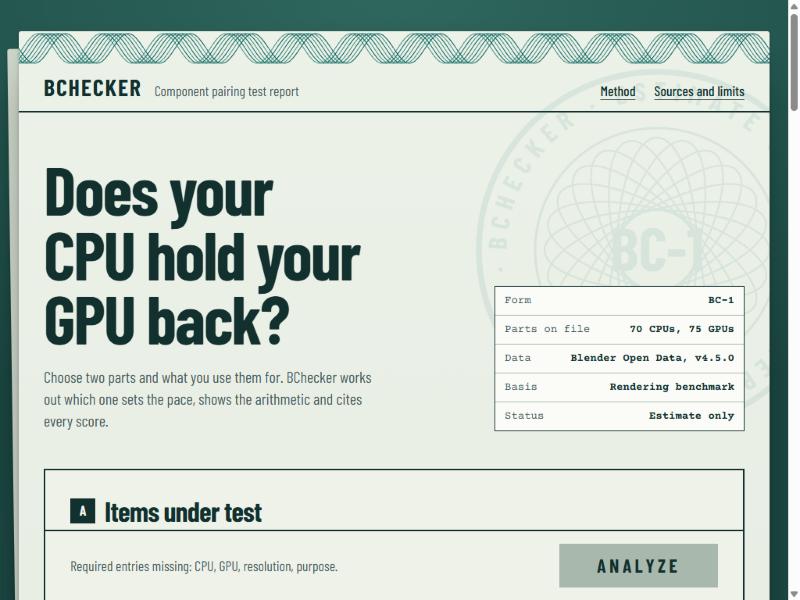 BCHECKER Component pairing test report Method Sources and limits
· BCHECKER · ESTIMATE
BC-1
Does your
CPU hold your
GPU back?
Choose two parts and what you use them for. BChecker works
out which one sets the pace, shows the arithmetic and cites
every score.
Form BC-1
Parts on file 70 CPUs, 75 GPUs
Data Blender Open Data, v4.5.0
Basis Rendering benchmark
Status Estimate only
A Items under test
Required entries missing: CPU, GPU, resolution, purpose.
ANALYZE